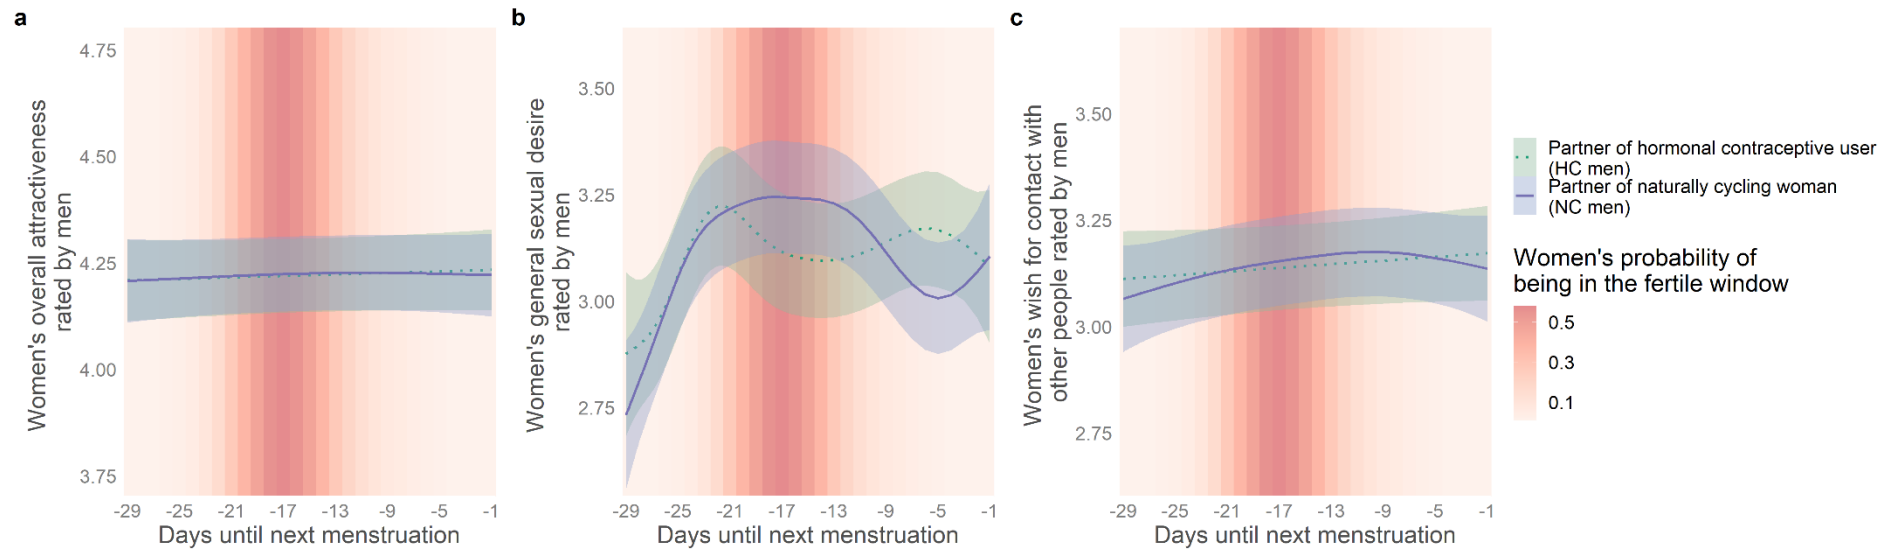 a
Women's overall attractiveness
rated by men
4.75
4.50
4.25
4.00
3.75
-29 -25 -21 -17 -13 -9 -5 -1
Days until next menstruation
b
Women's general sexual desire
rated by men
3.50
3.25
3.00
2.75
-29 -25 -21 -17 -13 -9 -5 -1
Days until next menstruation
c
Women's wish for contact with
other people rated by men
3.50
3.25
3.00
2.75
-29 -25 -21 -17 -13 -9 -5 -1
Days until next menstruation
Partner of hormonal contraceptive user
(HC men)
Partner of naturally cycling woman
(NC men)
Women's probability of
being in the fertile window
0.5
0.3
0.1